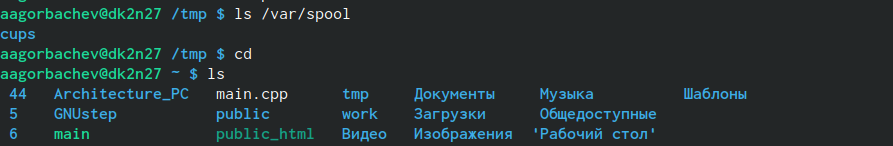 aagorbachev@dk2n27 /tmp $ ls /var/spool
cups
aagorbachev@dk2n27 /tmp $ cd
aagorbachev@dk2n27 ~ $ ls
44 Architecture_PC main.cpp tmp Документы Музыка Шаблоны
5 GNUstep public work Загрузки Общедоступные
6 main public_html Видео Изображения 'Рабочий стол'